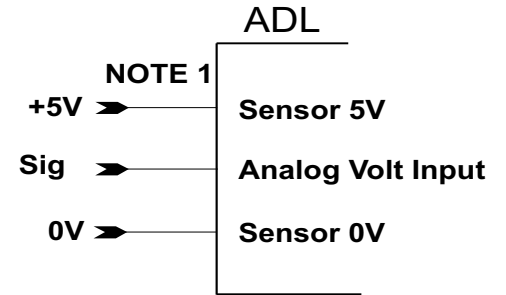 ADL
NOTE 1
+5V Sensor 5V
Sig Analog Volt Input
0V Sensor 0V